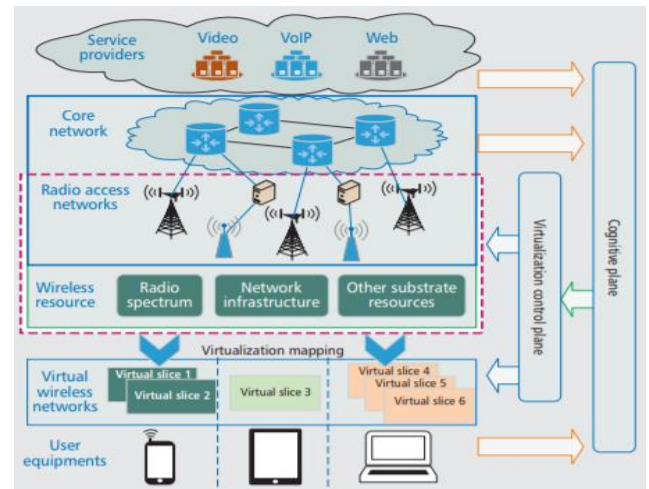 Service
providers
Video
VoIP
Web
Core
network
Radio access
networks
Wireless
resource
Radio
spectrum
Network
infrastructure
Other substrate
resources
Virtualization mapping
Virtual
wireless
networks
Virtual slice 1
Virtual slice 2
Virtual slice 3
Virtual slice 4
Virtual slice 5
Virtual slice 6
User
equipments
Virtualization control plane
Cognitive plane